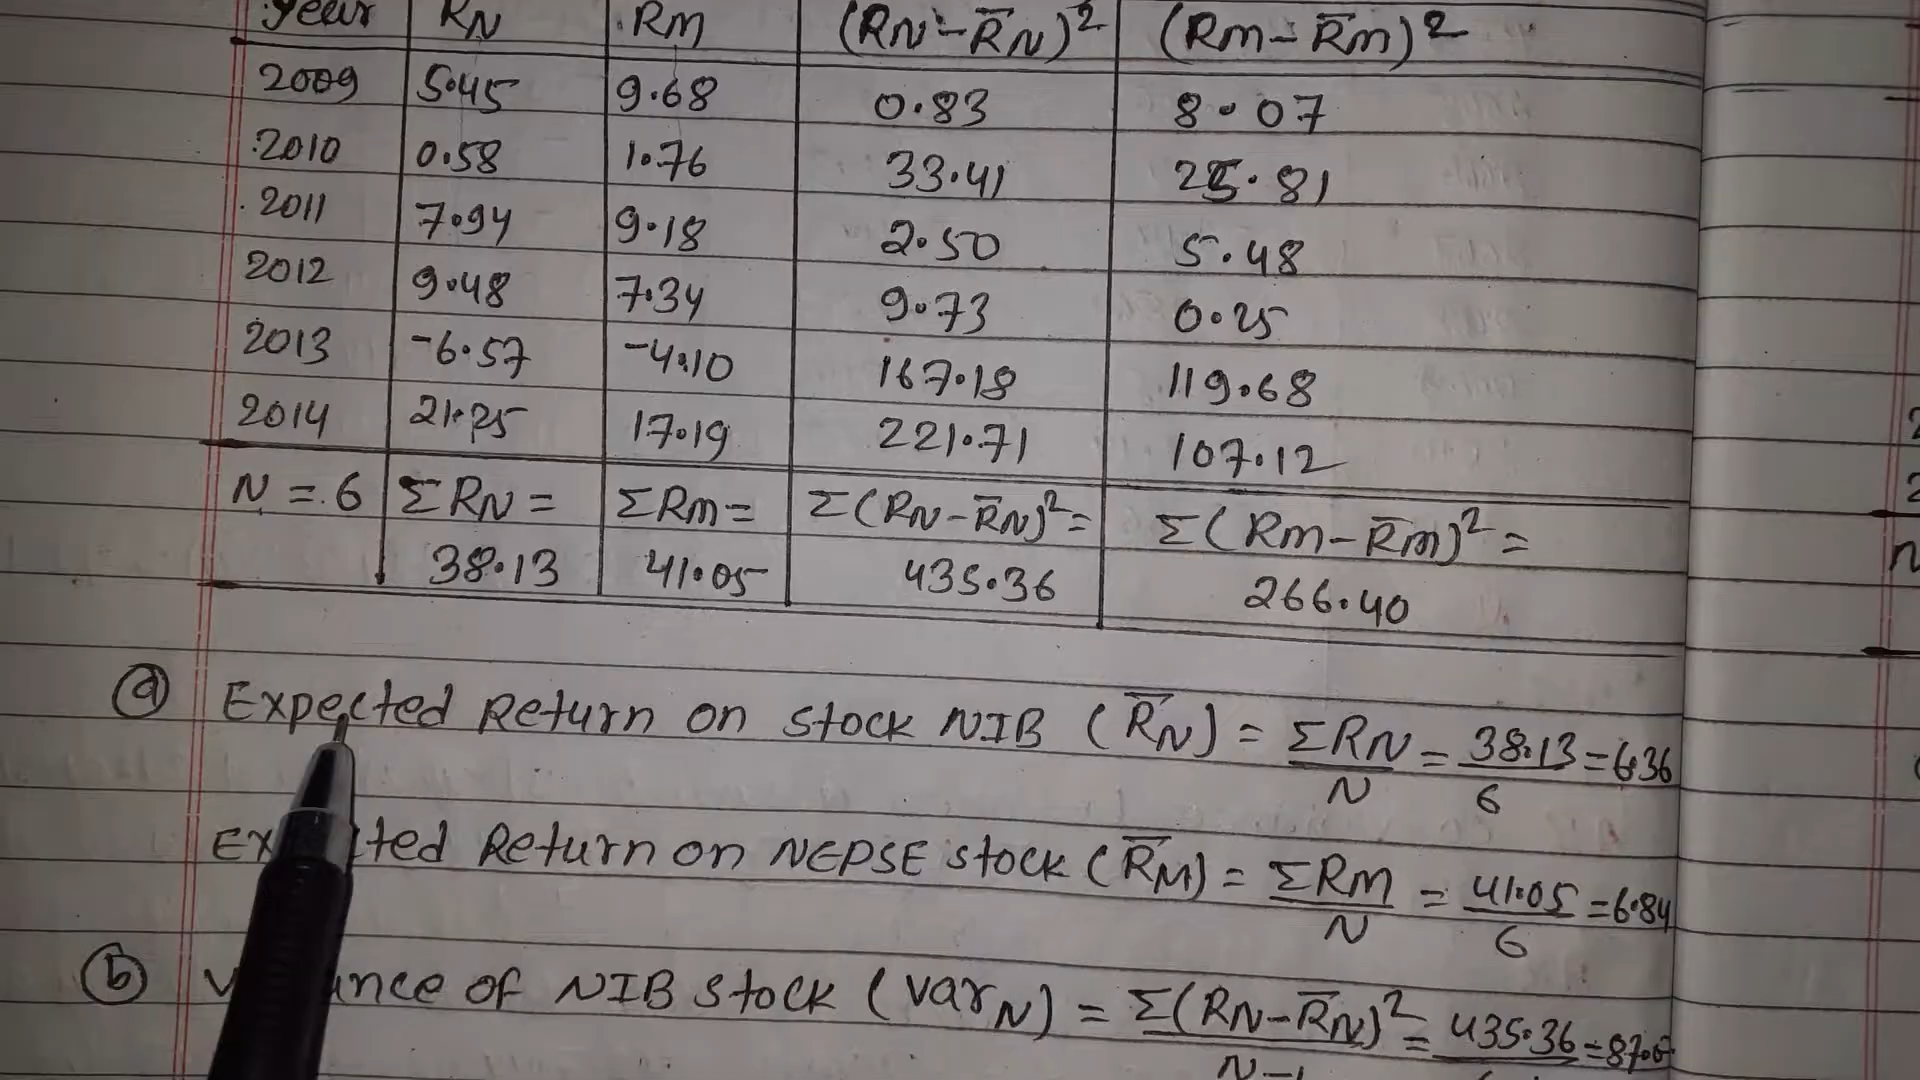 year RN RM (RN-R̅N)² (Rm-R̅m)²
2009 5.45 9.68 0.83 8.07
2010 0.58 1.76 33.41 25.81
2011 7.94 9.18 2.50 5.48
2012 9.48 7.34 9.73 0.25
2013 -6.57 -4.10 167.18 119.68
2014 21.25 17.19 221.71 107.12
N = 6 ΣRN = ΣRm = Σ(RN-R̅N)² = Σ(Rm-R̅m)² =
38.13 41.05 435.36 266.40
ⓐ Expected Return on stock NIB (R̅N) = ΣRN/N = 38.13/6 = 6.36
Return on NEPSE stock (R̅M) = ΣRM/N = 41.05/6 = 6.84
ⓑ of NIB stock (varN) = Σ(RN-R̅N)²/N-1 = 435.36